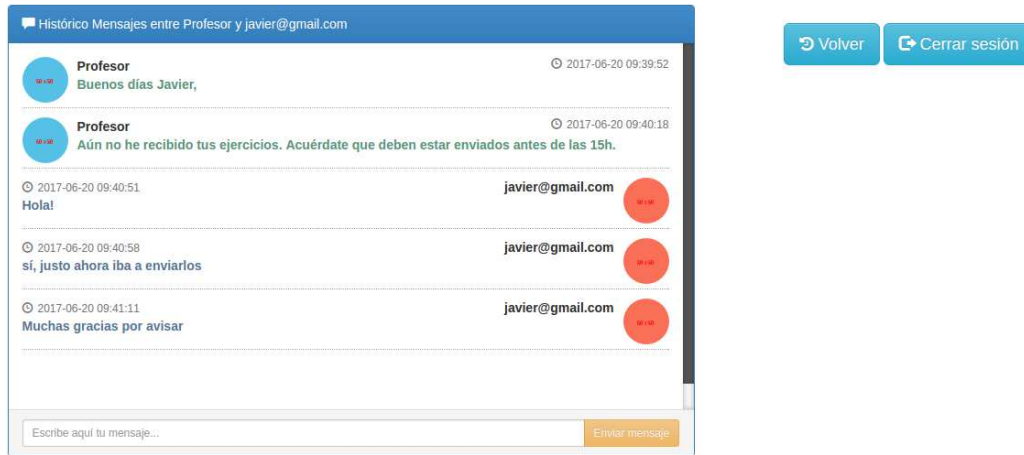 Histórico Mensajes entre Profesor y javier@gmail.com
Volver
Cerrar sesión
Profesor
2017-06-20 09:39:52
Buenos días Javier,
Profesor
2017-06-20 09:40:18
Aún no he recibido tus ejercicios. Acuérdate que deben estar enviados antes de las 15h.
2017-06-20 09:40:51
javier@gmail.com
Hola!
2017-06-20 09:40:58
javier@gmail.com
sí, justo ahora iba a enviarlos
2017-06-20 09:41:11
javier@gmail.com
Muchas gracias por avisar
Escribe aquí tu mensaje...
Enviar mensaje